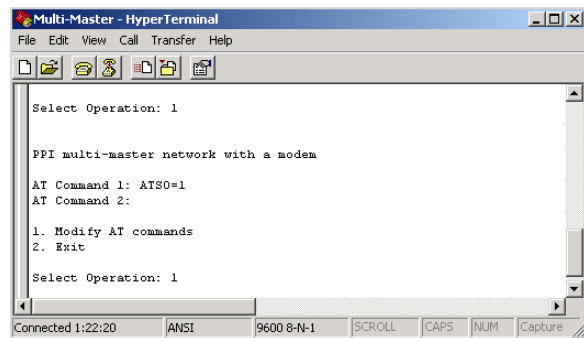 Multi-Master - HyperTerminal
File Edit View Call Transfer Help
Select Operation: 1
PPI multi-master network with a modem
AT Command 1: ATS0=1
AT Command 2:
1. Modify AT commands
2. Exit
Select Operation: 1
Connected 1:22:20 ANSI 9600 8-N-1 SCROLL CAPS NUM Capture